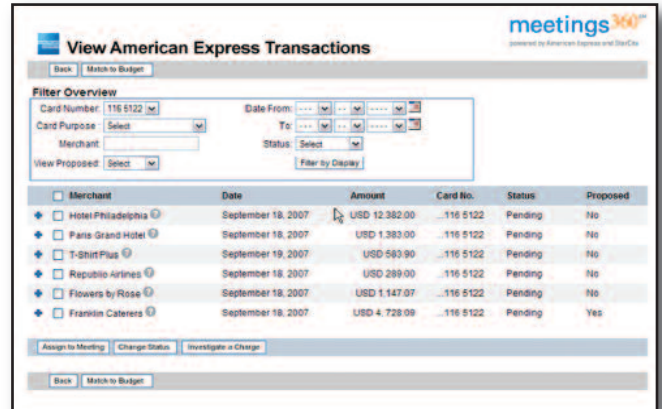 meetings360℠
powered by American Express and StarCite
View American Express Transactions
Back Match to Budget
Filter Overview
Card Number: 116 5122 Date From: --- -- ----
Card Purpose : Select To: --- -- ----
Merchant: Status: Select
View Proposed: Select Filter by Display
Merchant Date Amount Card No. Status Proposed
Hotel Philadelphia September 18, 2007 USD 12.382.00 ...116 5122 Pending No
Paris Grand Hotel September 18, 2007 USD 1.383.00 ...116 5122 Pending No
T-Shirt Plus September 19, 2007 USD 583.90 ...116 5122 Pending No
Republio Airlines September 18, 2007 USD 289.00 ...116 5122 Pending No
Flowers by Rose September 18, 2007 USD 1.147.07 ...116 5122 Pending No
Franklin Caterers September 18, 2007 USD 4. 728.09 ...116 5122 Pending Yes
Assign to Meeting Change Status Investigate a Charge
Back Match to Budget